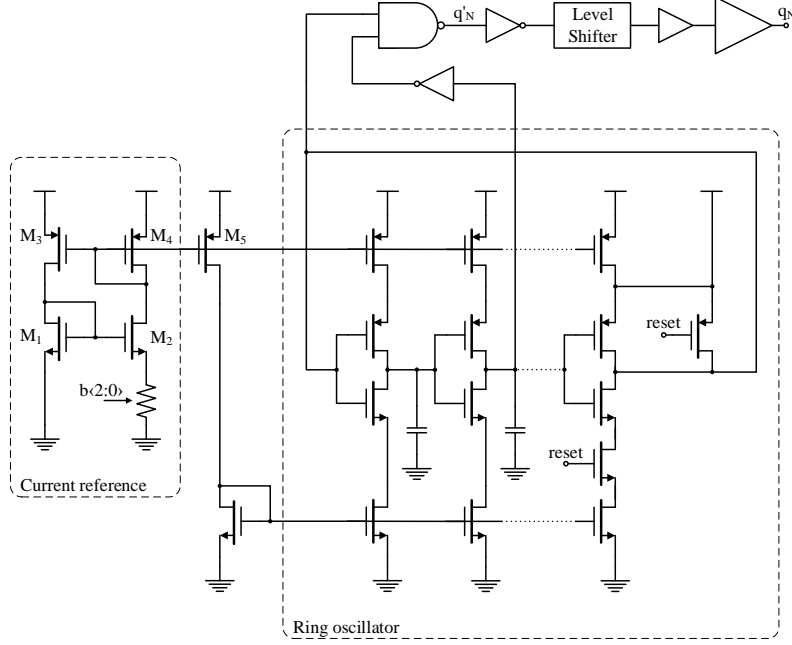 q'N
Level
Shifter
qN
M3
M4
M5
M1
M2
b‹2:0›
reset
reset
Current reference
Ring oscillator